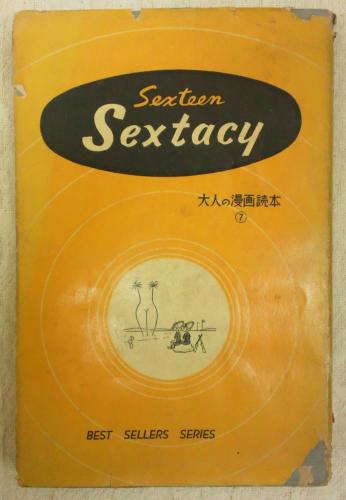 Sexteen
Sextacy
大人の漫画読本
⑦
BEST SELLERS SERIES